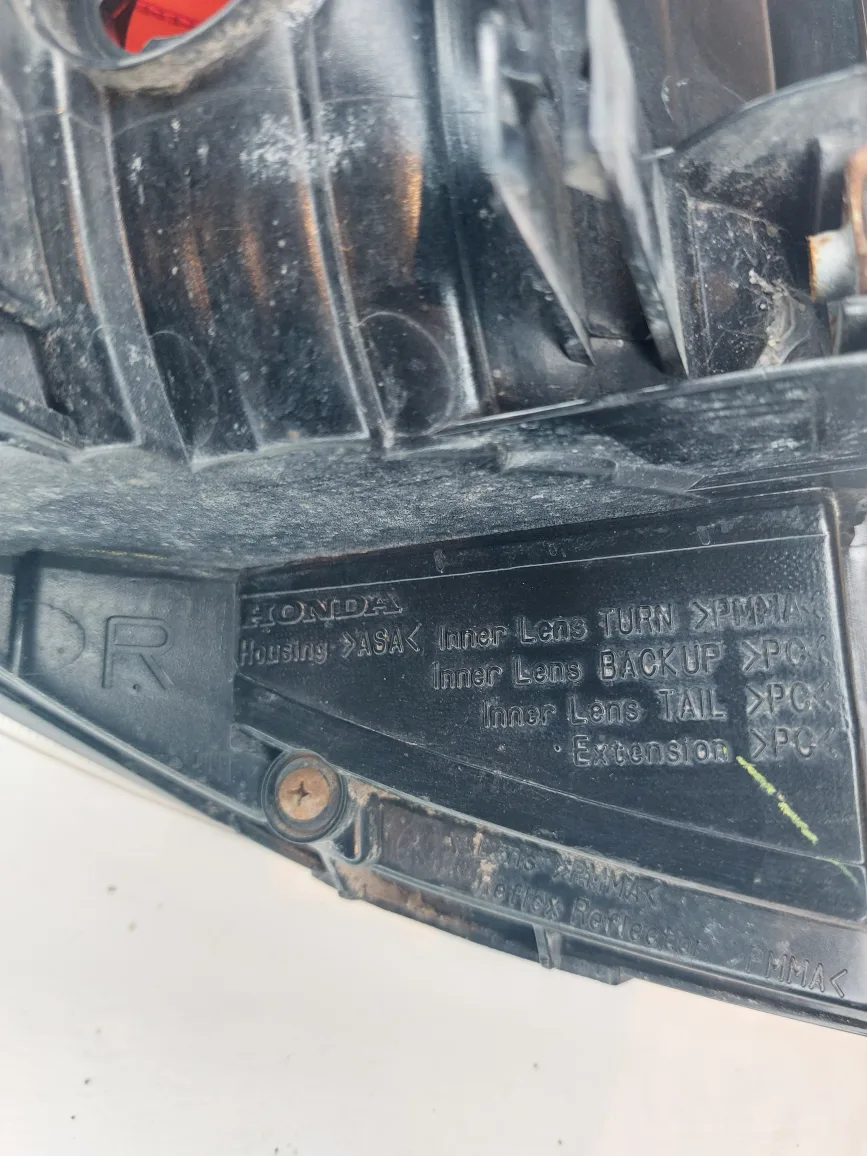 HONDA
R
Housing >ASA< Inner Lens TURN >PMMA<
Inner Lens BACKUP >PC<
Inner Lens TAIL >PC<
Extension >PC<
Lens >PMMA<
Reflex Reflector >PMMA<